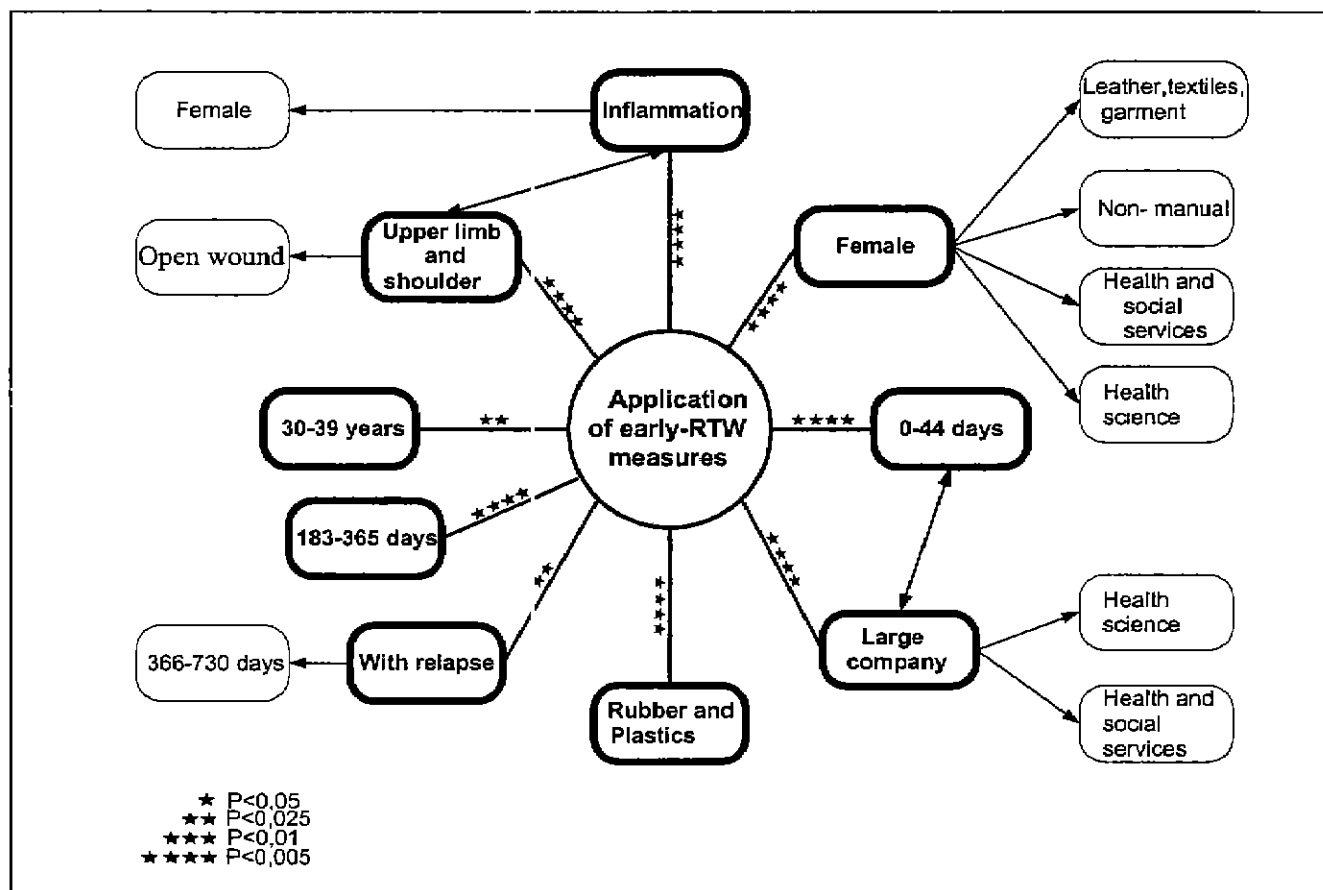 Female
Inflammation
Leather,textiles,
garment
Open wound
Upper limb
and
shoulder
★★★★
Female
Non- manual
★★★★
★★★★
Health and
social
services
Health
science
30-39 years
★★
Application
of early-RTW
measures
★★★★
0-44 days
183-365 days
★★★★
366-730 days
With relapse
★★
★★★★
Rubber and
Plastics
★★★★
Large
company
Health
science
Health and
social
services
★ P<0,05
★★ P<0,025
★★★ P<0,01
★★★★ P<0,005